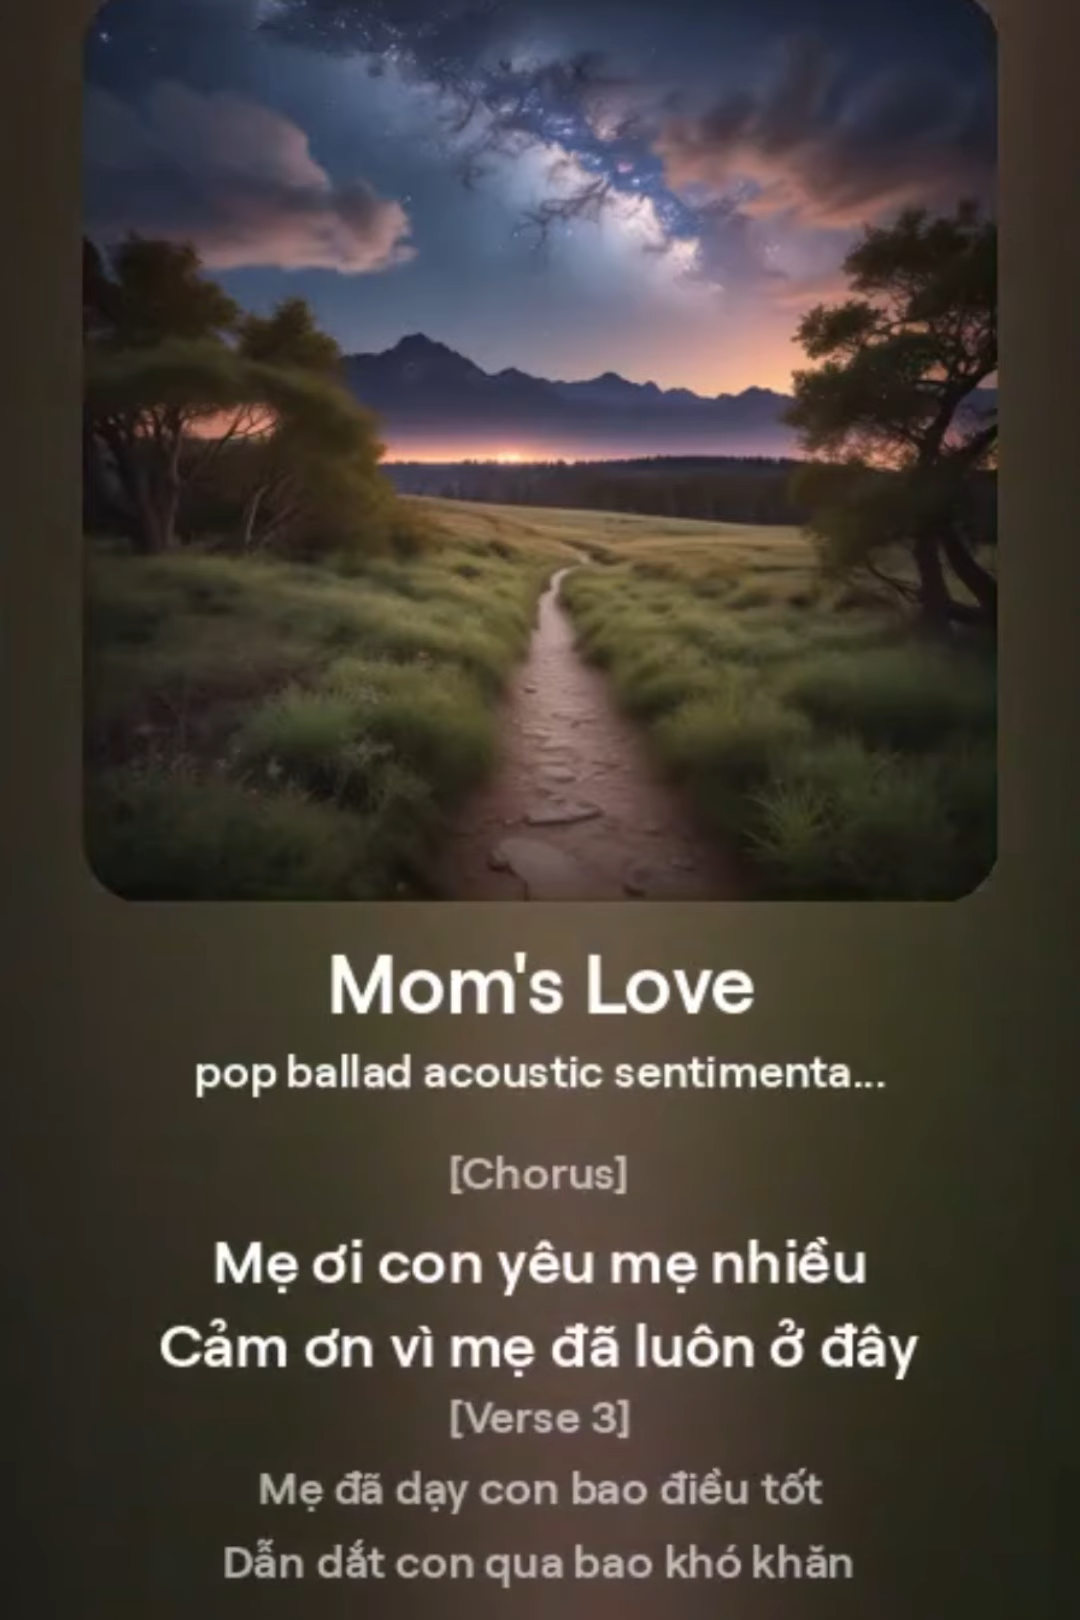 Mom's Love
pop ballad acoustic sentimenta...
[Chorus]
Mẹ ơi con yêu mẹ nhiều
Cảm ơn vì mẹ đã luôn ở đây
[Verse 3]
Mẹ đã dạy con bao điều tốt
Dẫn dắt con qua bao khó khăn